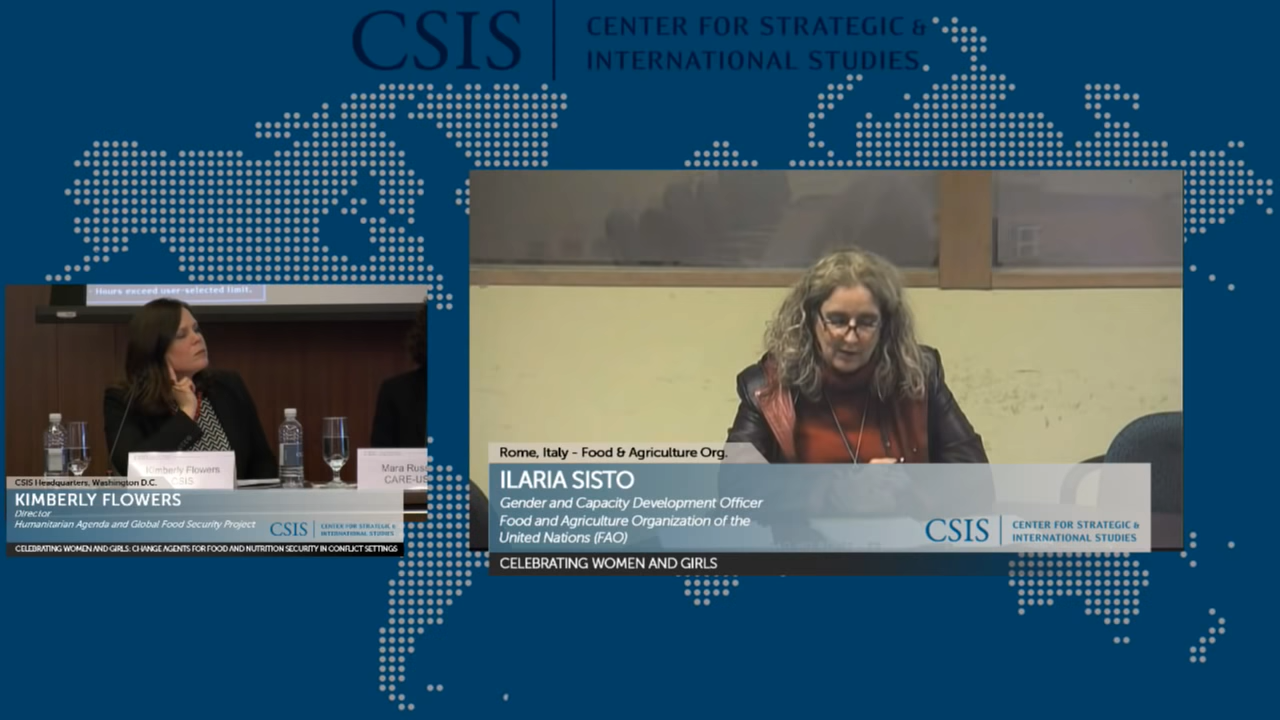 CSIS
CENTER FOR STRATEGIC &
INTERNATIONAL STUDIES
Hours exceed user-selected limit.
Kimberly Flowers
CSIS
Mara Rus
CARE-US
CSIS Headquarters, Washington D.C.
KIMBERLY FLOWERS
Director
Humanitarian Agenda and Global Food Security Project
CSIS
CENTER FOR STRATEGIC &
INTERNATIONAL STUDIES
CELEBRATING WOMEN AND GIRLS: CHANGE AGENTS FOR FOOD AND NUTRITION SECURITY IN CONFLICT SETTINGS
Rome, Italy - Food & Agriculture Org.
ILARIA SISTO
Gender and Capacity Development Officer
Food and Agriculture Organization of the
United Nations (FAO)
CSIS
CENTER FOR STRATEGIC &
INTERNATIONAL STUDIES
CELEBRATING WOMEN AND GIRLS